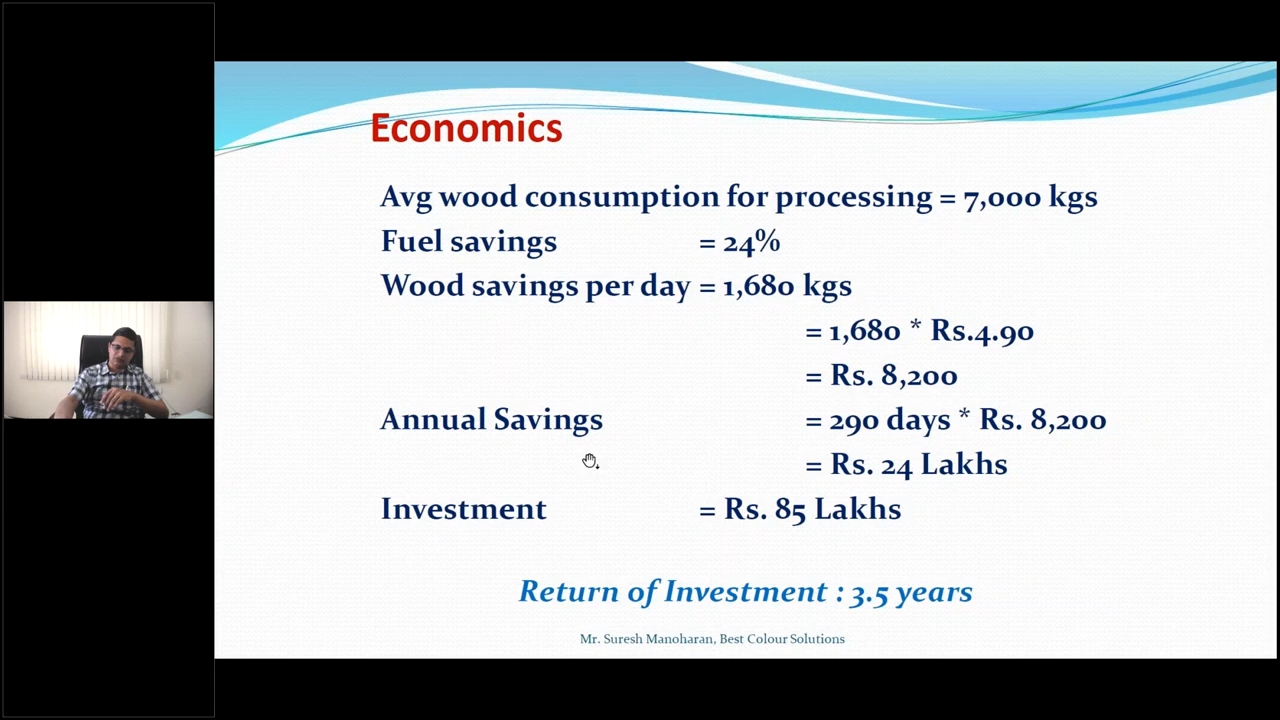 Economics
Avg wood consumption for processing = 7,000 kgs
Fuel savings = 24%
Wood savings per day = 1,680 kgs
= 1,680 * Rs.4.90
= Rs. 8,200
Annual Savings = 290 days * Rs. 8,200
= Rs. 24 Lakhs
Investment = Rs. 85 Lakhs
Return of Investment : 3.5 years
Mr. Suresh Manoharan, Best Colour Solutions